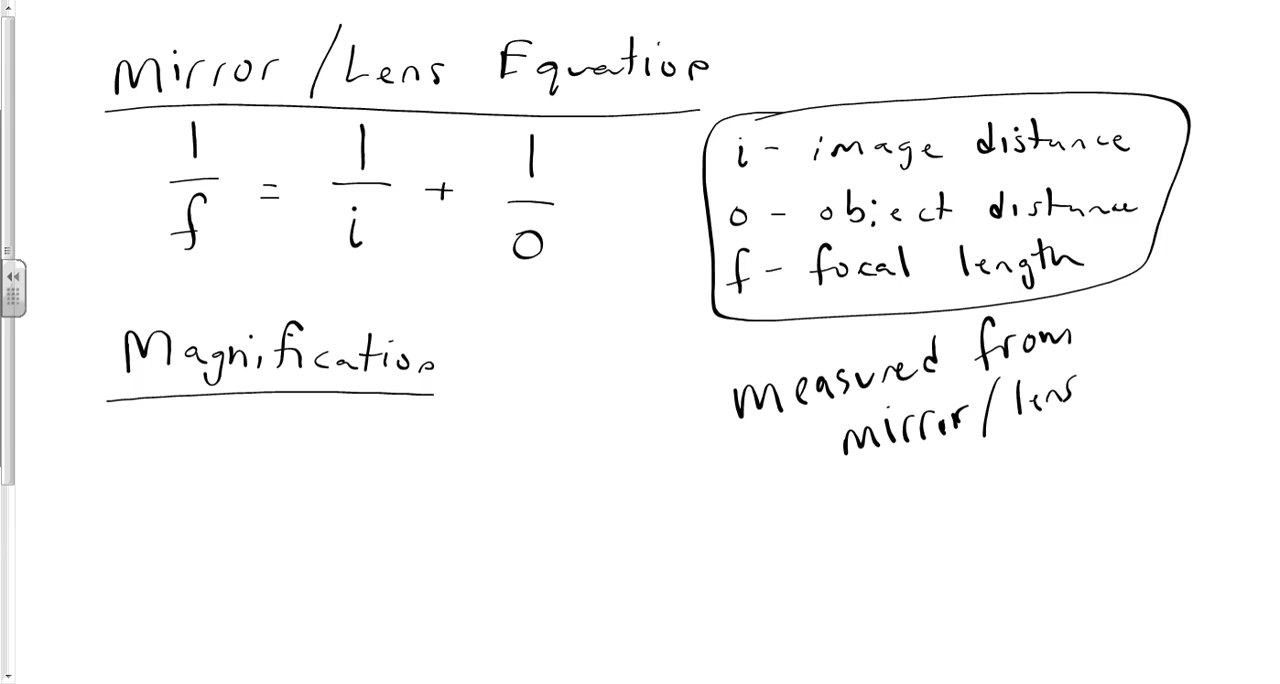 Mirror / Lens Equation
1/f = 1/i + 1/o
i - image distance
o - object distance
f - focal length
measured from
mirror/lens
Magnification